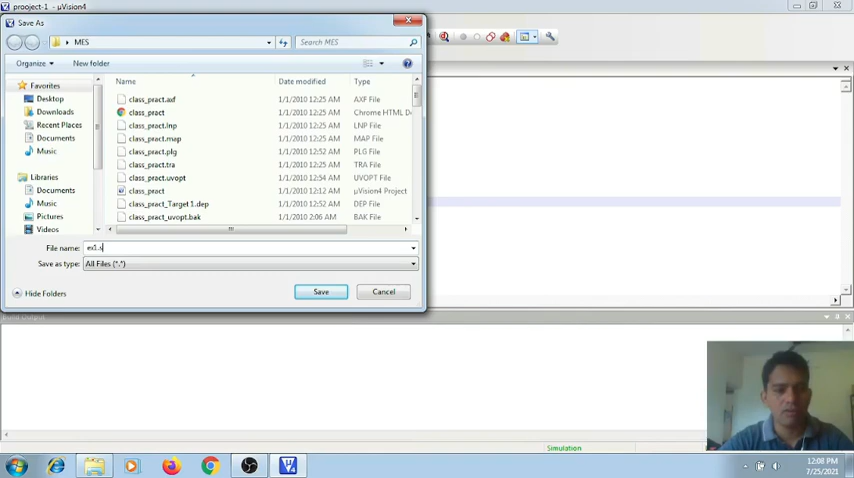 prooject-1 - µVision4
Save As
MES
Search MES
Organize
New folder
Favorites
Desktop
Downloads
Recent Places
Documents
Music
Libraries
Documents
Music
Pictures
Videos
Name
Date modified
Type
class_pract.axf
1/1/2010 12:25 AM
AXF File
class_pract
1/1/2010 12:25 AM
Chrome HTML Do
class_pract.lnp
1/1/2010 12:25 AM
LNP File
class_pract.map
1/1/2010 12:25 AM
MAP File
class_pract.plg
1/1/2010 12:52 AM
PLG File
class_pract.tra
1/1/2010 12:25 AM
TRA File
class_pract.uvopt
1/1/2010 12:54 AM
UVOPT File
class_pract
1/1/2010 12:12 AM
µVision4 Project
class_pract_Target 1.dep
1/1/2010 12:52 AM
DEP File
class_pract_uvopt.bak
1/1/2010 2:06 AM
BAK File
File name:
ex1.s
Save as type:
All Files (*.*)
Hide Folders
Save
Cancel
Build Output
Simulation
12:08 PM
7/25/2021